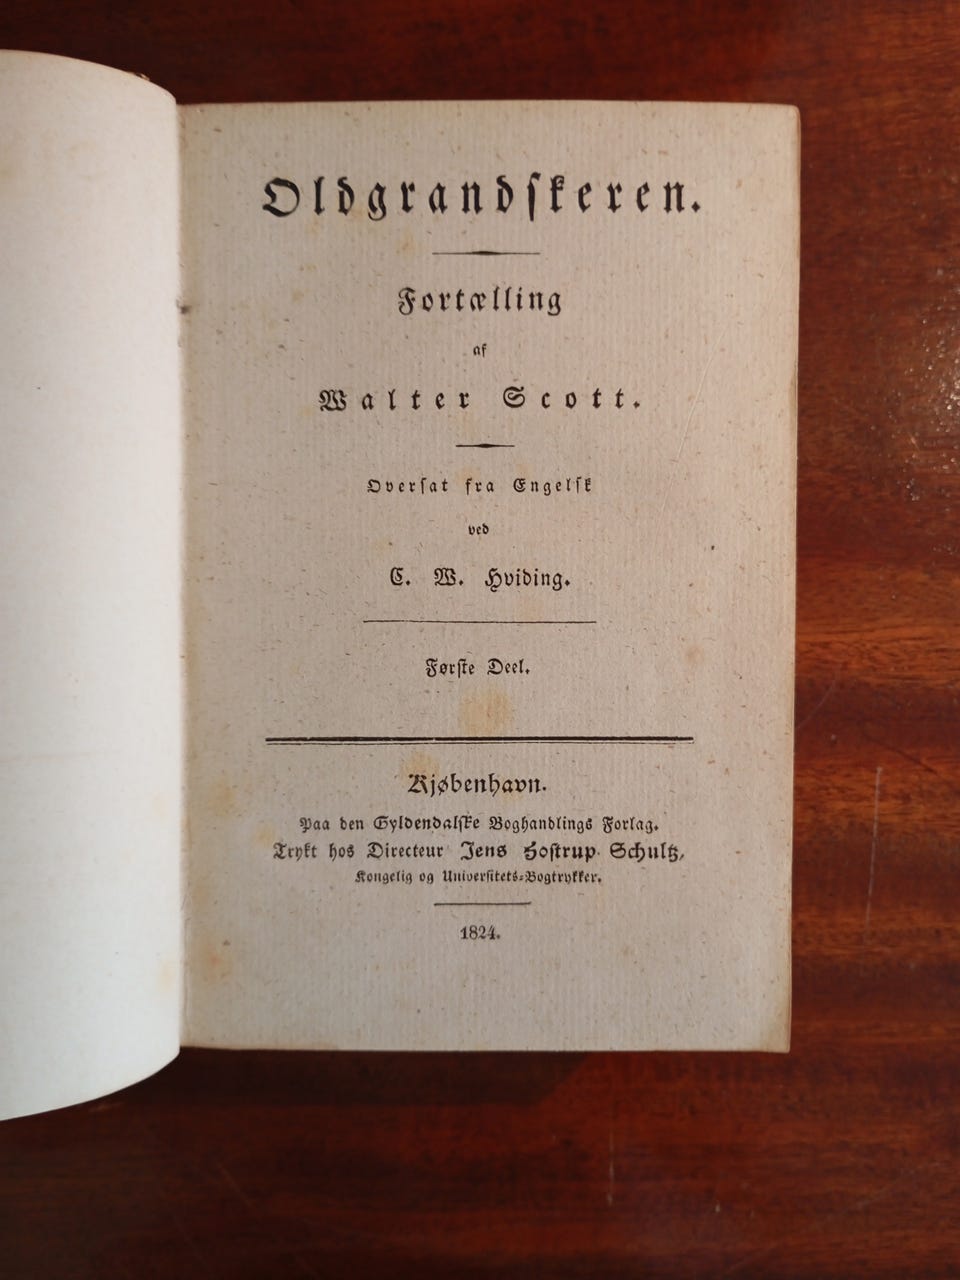 Oldgrandskeren.
Fortælling
af
Walter Scott.
Oversat fra Engelsk
ved
C. W. Hviding.
Første Deel.
Kjøbenhavn.
Paa den Gyldendalske Boghandlings Forlag.
Trykt hos Directeur Jens Hostrup Schultz,
Kongelig og Universitets-Bogtrykker.
1824.